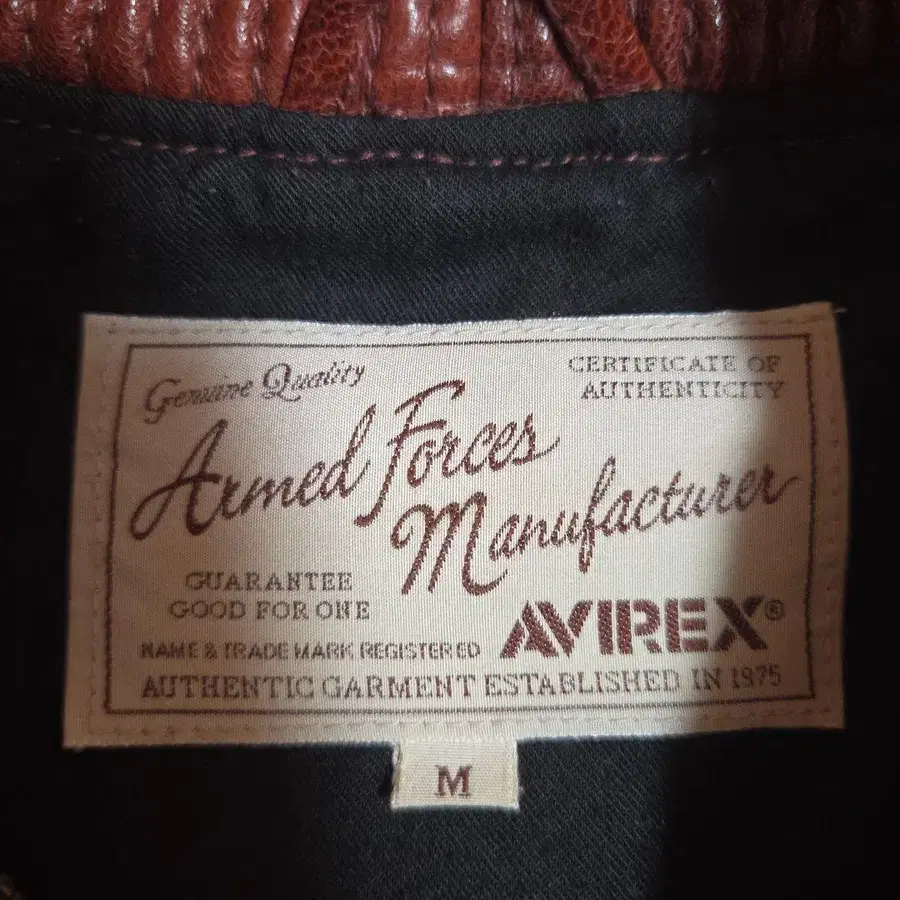 Genuine Quality
CERTIFICATE OF
AUTHENTICITY
Armed Forces
Manufacturer
GUARANTEE
GOOD FOR ONE
AVIREX®
NAME & TRADE MARK REGISTERED
AUTHENTIC GARMENT ESTABLISHED IN 1975
M